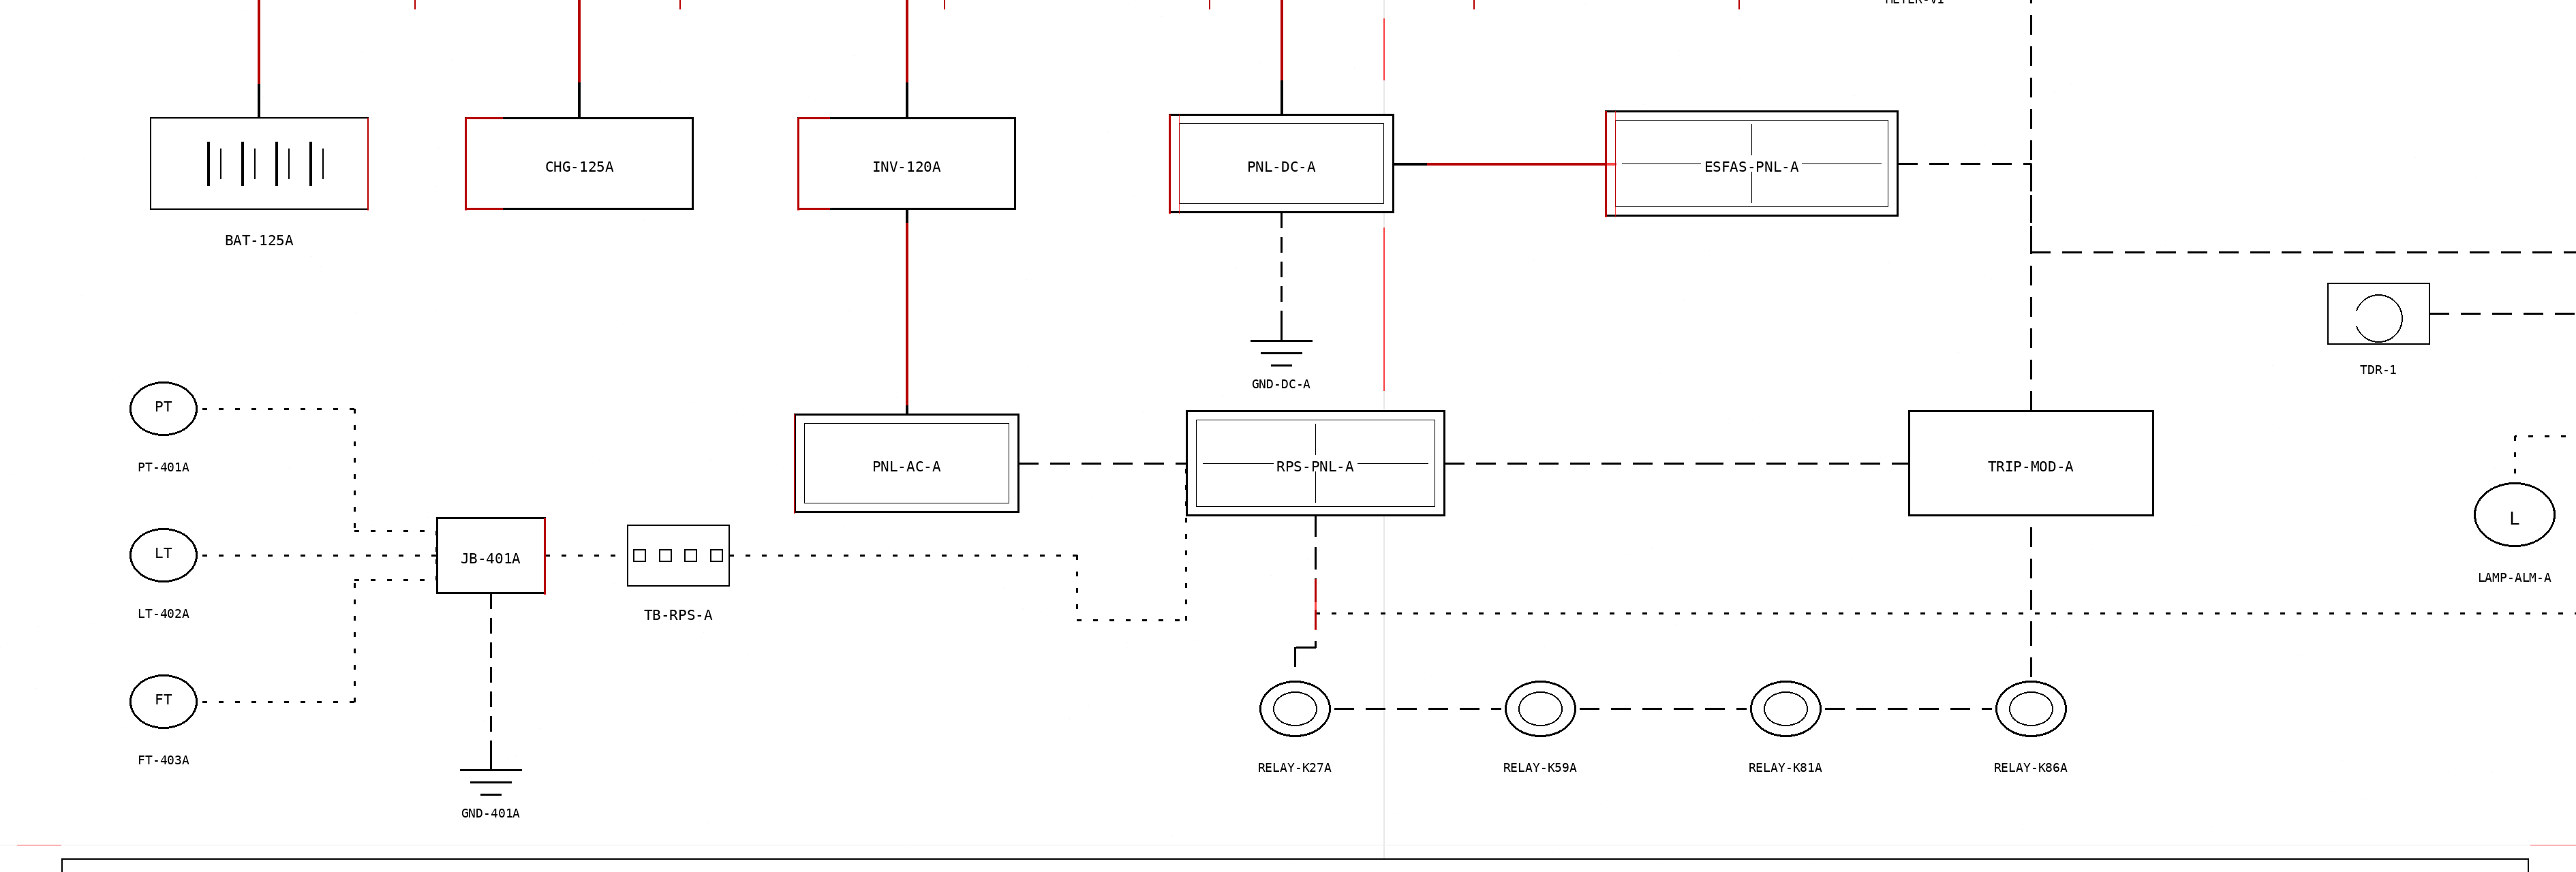 CHG-125A
INV-120A
PNL-DC-A
ESFAS-PNL-A
BAT-125A
TDR-1
GND-DC-A
PT
PT-401A
PNL-AC-A
RPS-PNL-A
TRIP-MOD-A
L
LAMP-ALM-A
LT
LT-402A
JB-401A
TB-RPS-A
FT
FT-403A
RELAY-K27A
RELAY-K59A
RELAY-K81A
RELAY-K86A
GND-401A